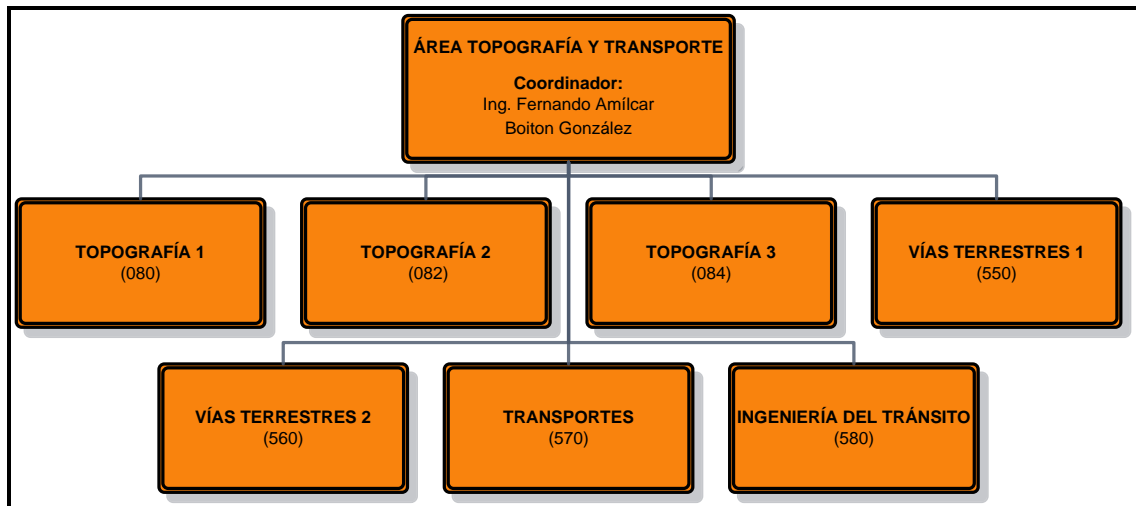 ÁREA TOPOGRAFÍA Y TRANSPORTE
Coordinador:
Ing. Fernando Amílcar
Boiton González
TOPOGRAFÍA 1
(080)
TOPOGRAFÍA 2
(082)
TOPOGRAFÍA 3
(084)
VÍAS TERRESTRES 1
(550)
VÍAS TERRESTRES 2
(560)
TRANSPORTES
(570)
INGENIERÍA DEL TRÁNSITO
(580)